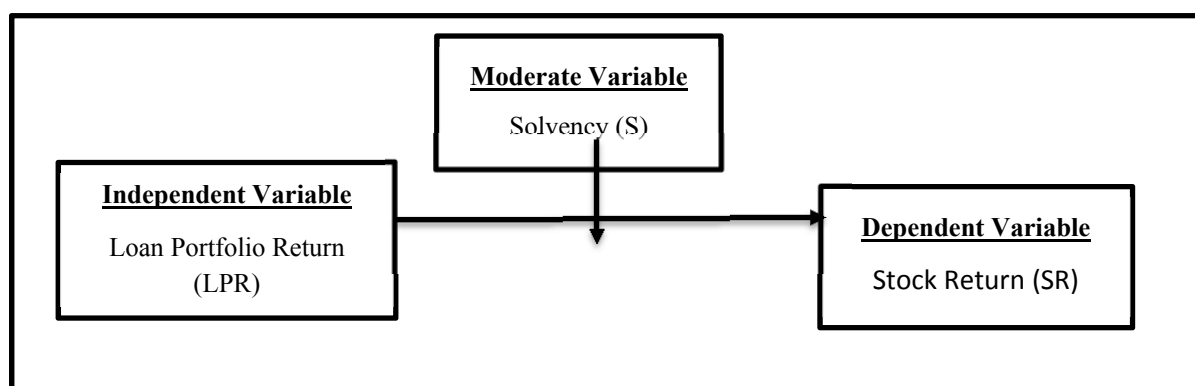 Moderate Variable
Solvency (S)
Independent Variable
Loan Portfolio Return
(LPR)
Dependent Variable
Stock Return (SR)